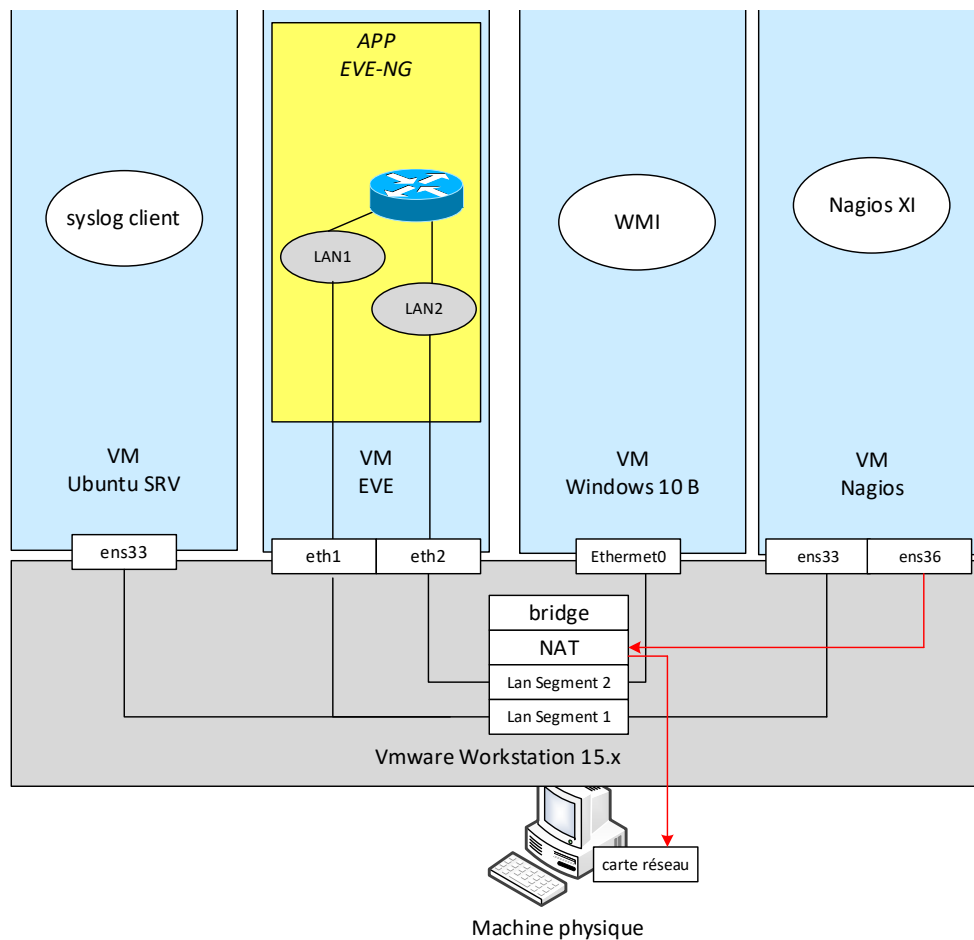 APP
EVE-NG
syslog client
LAN1
LAN2
WMI
Nagios XI
VM
Ubuntu SRV
VM
EVE
VM
Windows 10 B
VM
Nagios
ens33
eth1
eth2
Ethermet0
ens33
ens36
bridge
NAT
Lan Segment 2
Lan Segment 1
Vmware Workstation 15.x
carte réseau
Machine physique